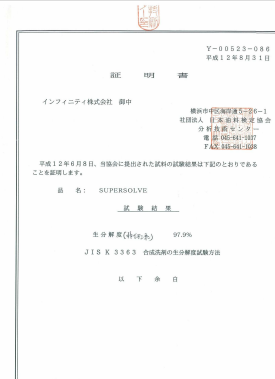 Y-00523-086
平成12年8月31日
証明書
インフィニティ株式会社 御中
横浜市中区海岸通5-26-1
社団法人 日本油料検定協会
分析技術センター
電話 045-641-1037
FAX 045-641-1038
平成12年6月8日、当協会に提出された試料の試験結果は下記のとおりであ
ることを証明します。
品 名: SUPERSOLVE
試験結果
生分解度 97.9%
JIS K 3363 合成洗剤の生分解度試験方法
以下余白